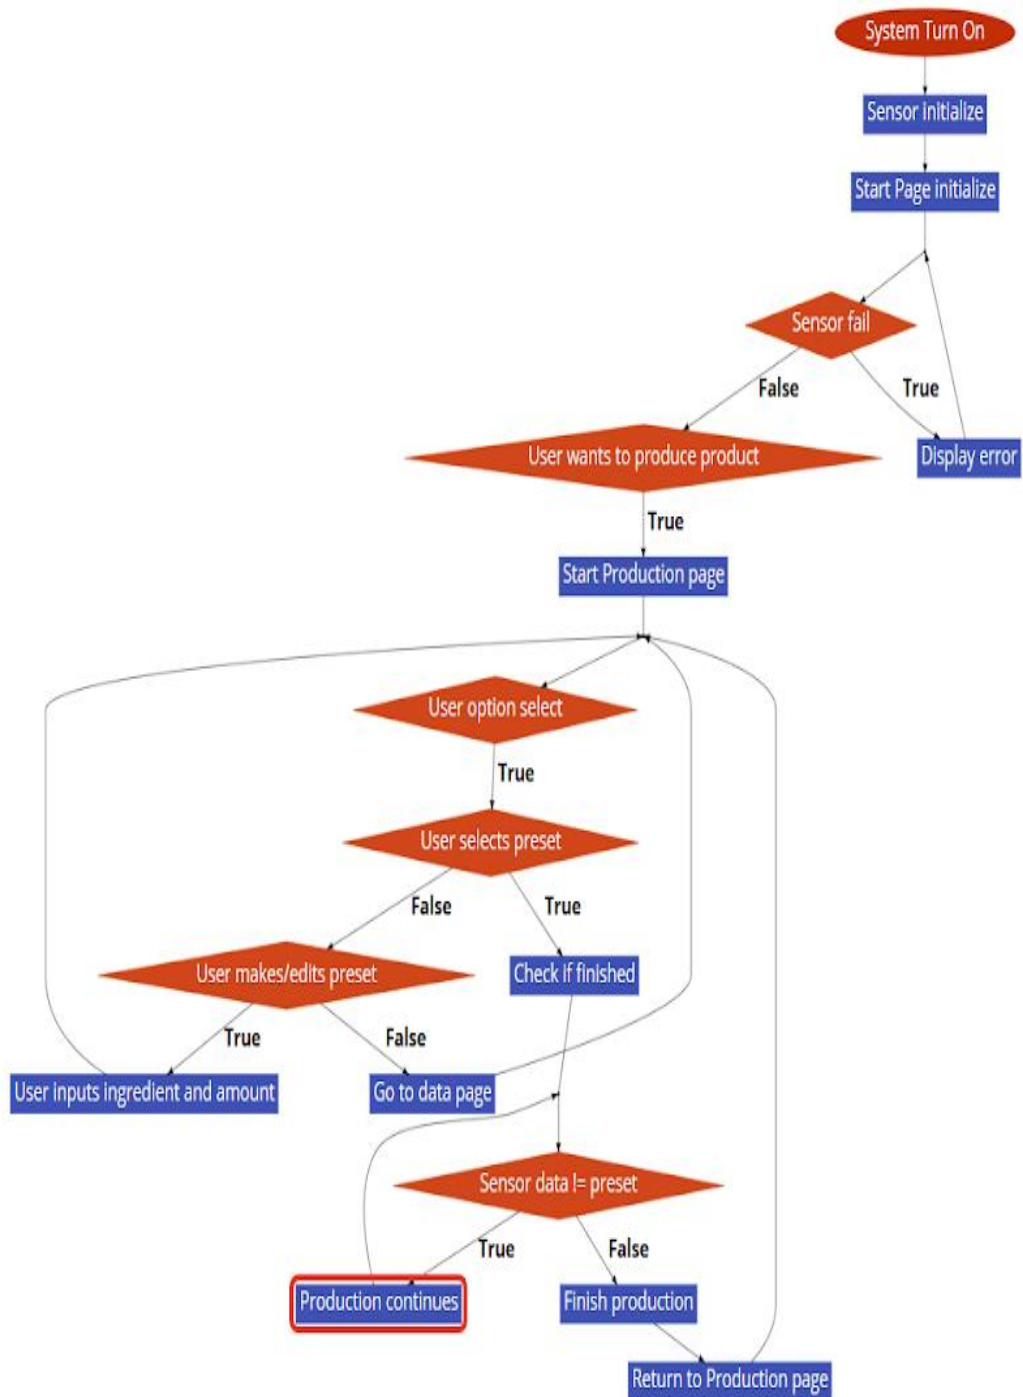 System Turn On
Sensor initialize
Start Page initialize
Sensor fail
False
True
User wants to produce product
Display error
True
Start Production page
User option select
True
User selects preset
False
True
User makes/edits preset
Check if finished
True
False
User inputs ingredient and amount
Go to data page
Sensor data != preset
True
False
Production continues
Finish production
Return to Production page